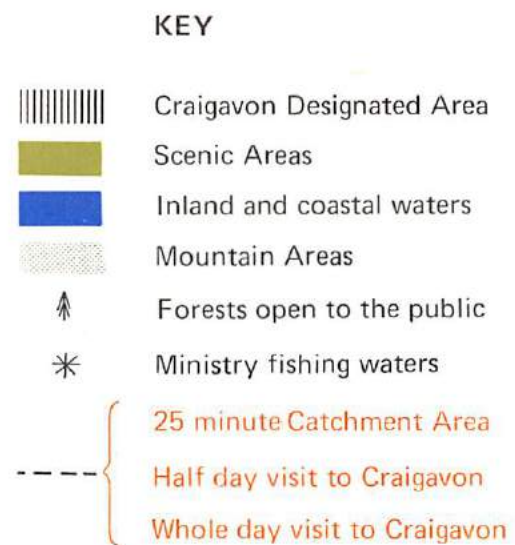 KEY
Craigavon Designated Area
Scenic Areas
Inland and coastal waters
Mountain Areas
Forests open to the public
Ministry fishing waters
25 minute Catchment Area
Half day visit to Craigavon
Whole day visit to Craigavon